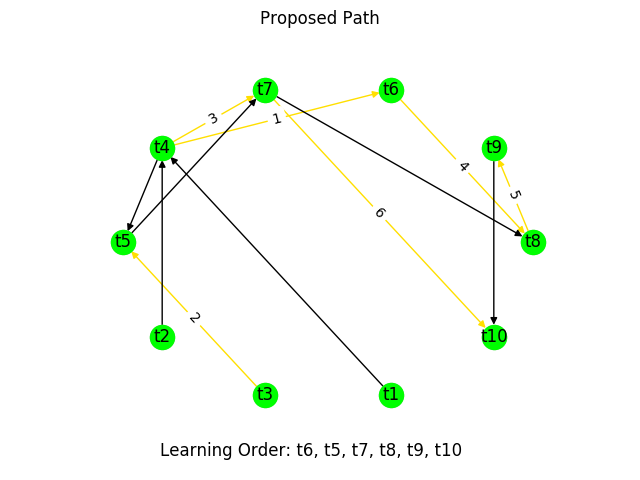 Proposed Path
t7 t6
3
1
t4 t9
4
5
6
t5 t8
2
t2 t10
t3 t1
Learning Order: t6, t5, t7, t8, t9, t10